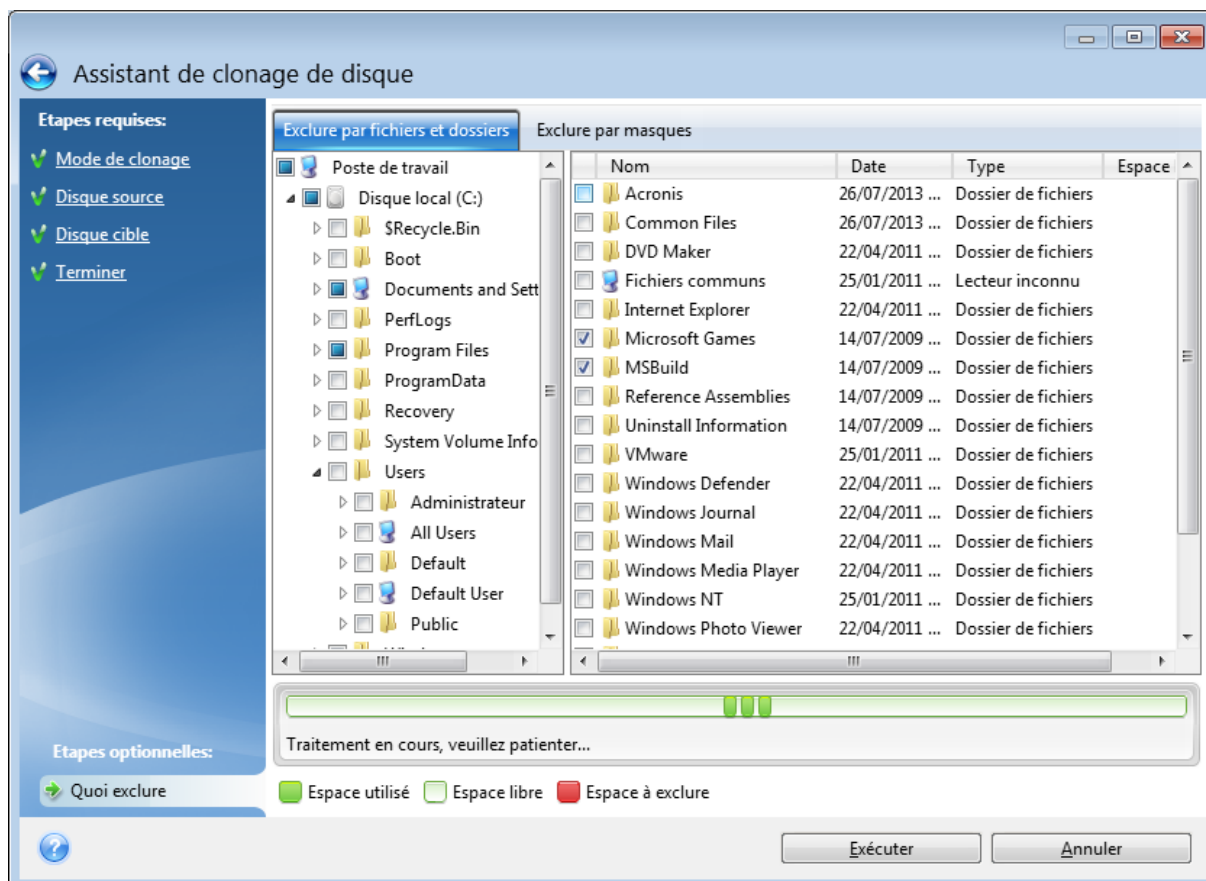 Assistant de clonage de disque
Etapes requises:
Mode de clonage
Disque source
Disque cible
Terminer
Exclure par fichiers et dossiers
Exclure par masques
Poste de travail
Disque local (C:)
$Recycle.Bin
Boot
Documents and Sett
PerfLogs
Program Files
ProgramData
Recovery
System Volume Info
Users
Administrateur
All Users
Default
Default User
Public
Nom Date Type Espace
Acronis 26/07/2013 ... Dossier de fichiers
Common Files 26/07/2013 ... Dossier de fichiers
DVD Maker 22/04/2011 ... Dossier de fichiers
Fichiers communs 25/01/2011 ... Lecteur inconnu
Internet Explorer 22/04/2011 ... Dossier de fichiers
Microsoft Games 14/07/2009 ... Dossier de fichiers
MSBuild 14/07/2009 ... Dossier de fichiers
Reference Assemblies 14/07/2009 ... Dossier de fichiers
Uninstall Information 14/07/2009 ... Dossier de fichiers
VMware 25/01/2011 ... Dossier de fichiers
Windows Defender 22/04/2011 ... Dossier de fichiers
Windows Journal 22/04/2011 ... Dossier de fichiers
Windows Mail 22/04/2011 ... Dossier de fichiers
Windows Media Player 22/04/2011 ... Dossier de fichiers
Windows NT 25/01/2011 ... Dossier de fichiers
Windows Photo Viewer 22/04/2011 ... Dossier de fichiers
Traitement en cours, veuillez patienter...
Etapes optionnelles:
Quoi exclure
Espace utilisé Espace libre Espace à exclure
Exécuter
Annuler